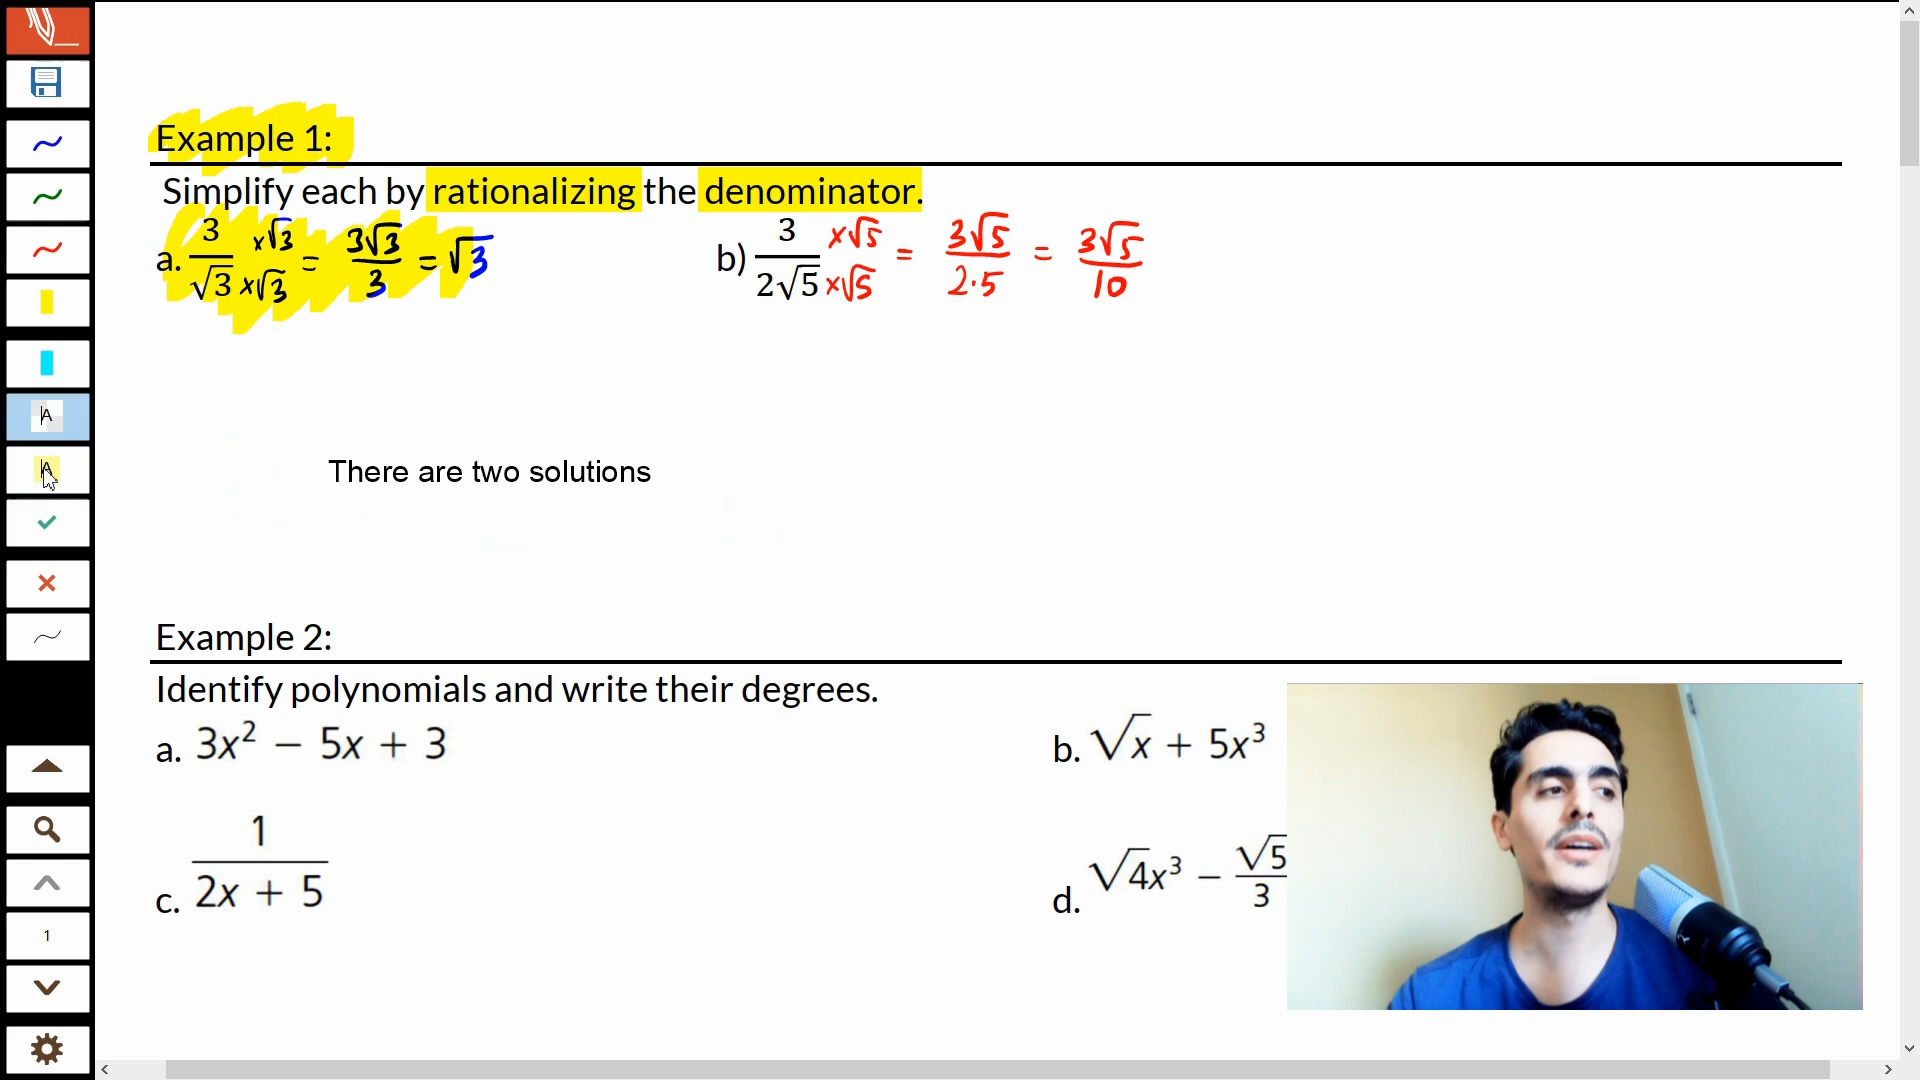 Example 1:
Simplify each by rationalizing the denominator.
a. 3/√3 ×√3/×√3 = 3√3/3 = √3
b) 3/2√5 ×√5/×√5 = 3√5/2·5 = 3√5/10
A
There are two solutions
A
Example 2:
Identify polynomials and write their degrees.
a. 3x² − 5x + 3
b. √x + 5x³
c. 1/2x + 5
d. √4x³ − √5/3
1